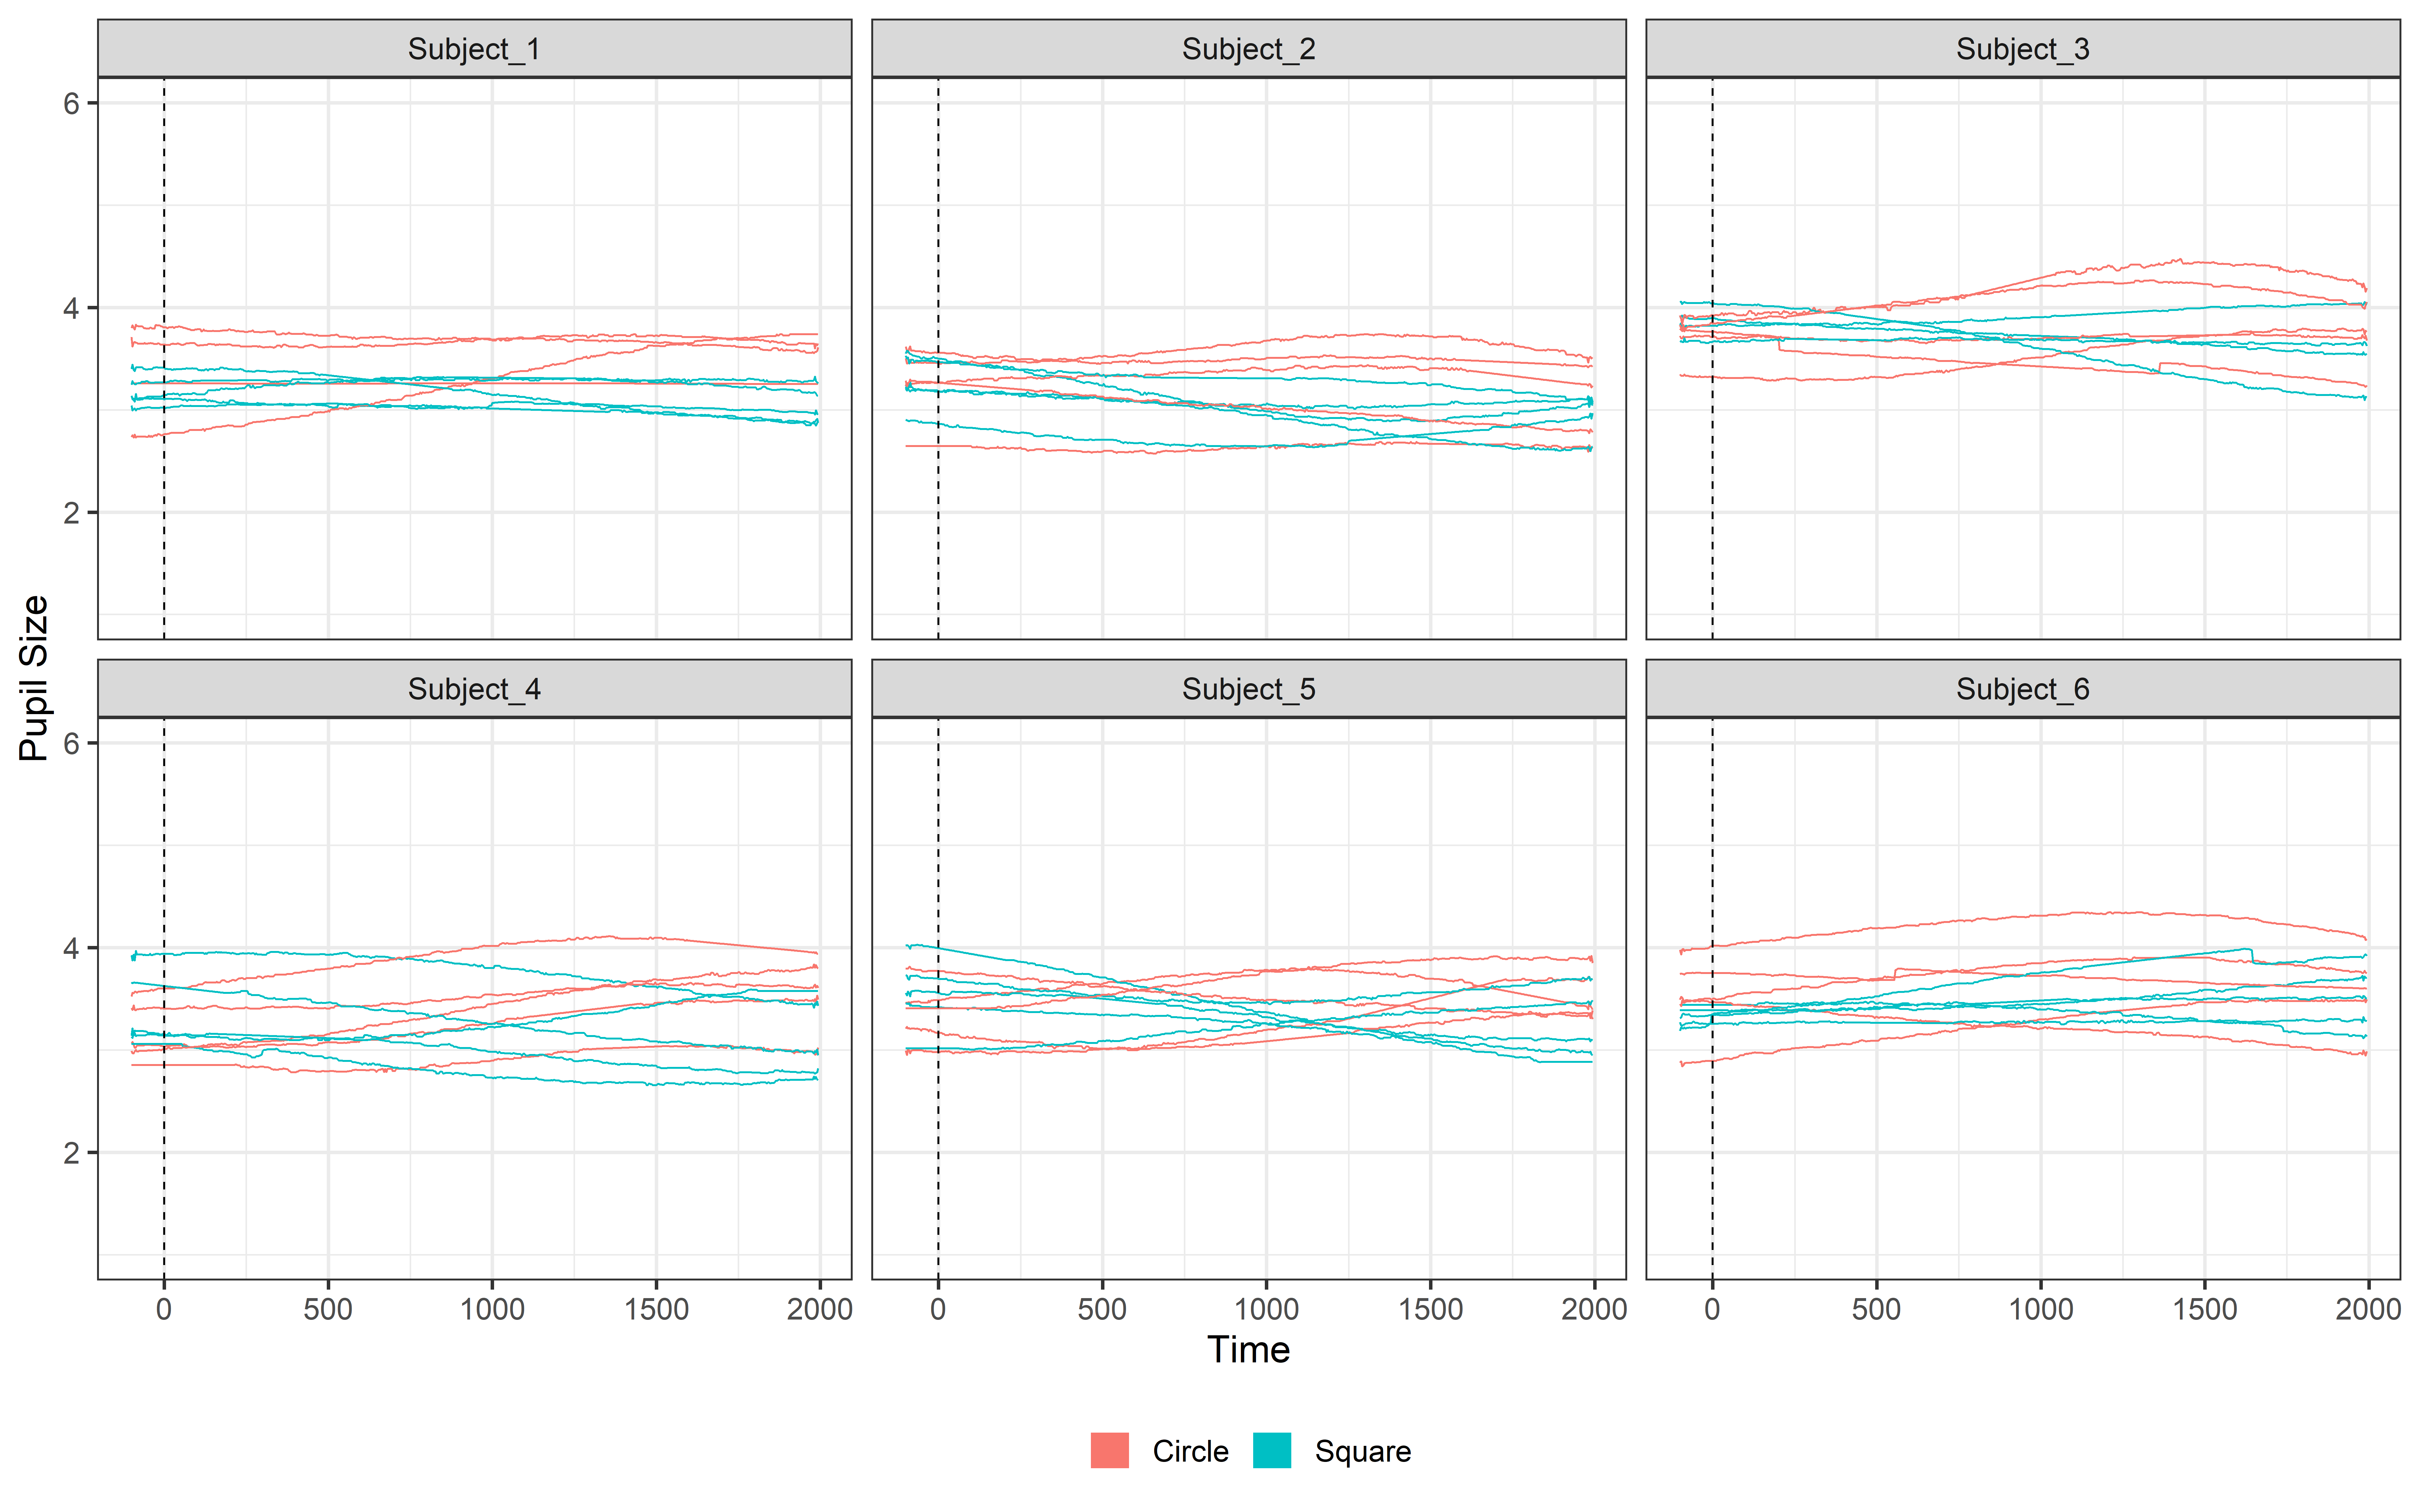 Subject_1 Subject_2 Subject_3
6
4
2
Subject_4 Subject_5 Subject_6
6
4
2
Pupil Size
0 500 1000 1500 2000 0 500 1000 1500 2000 0 500 1000 1500 2000
Time
Circle Square